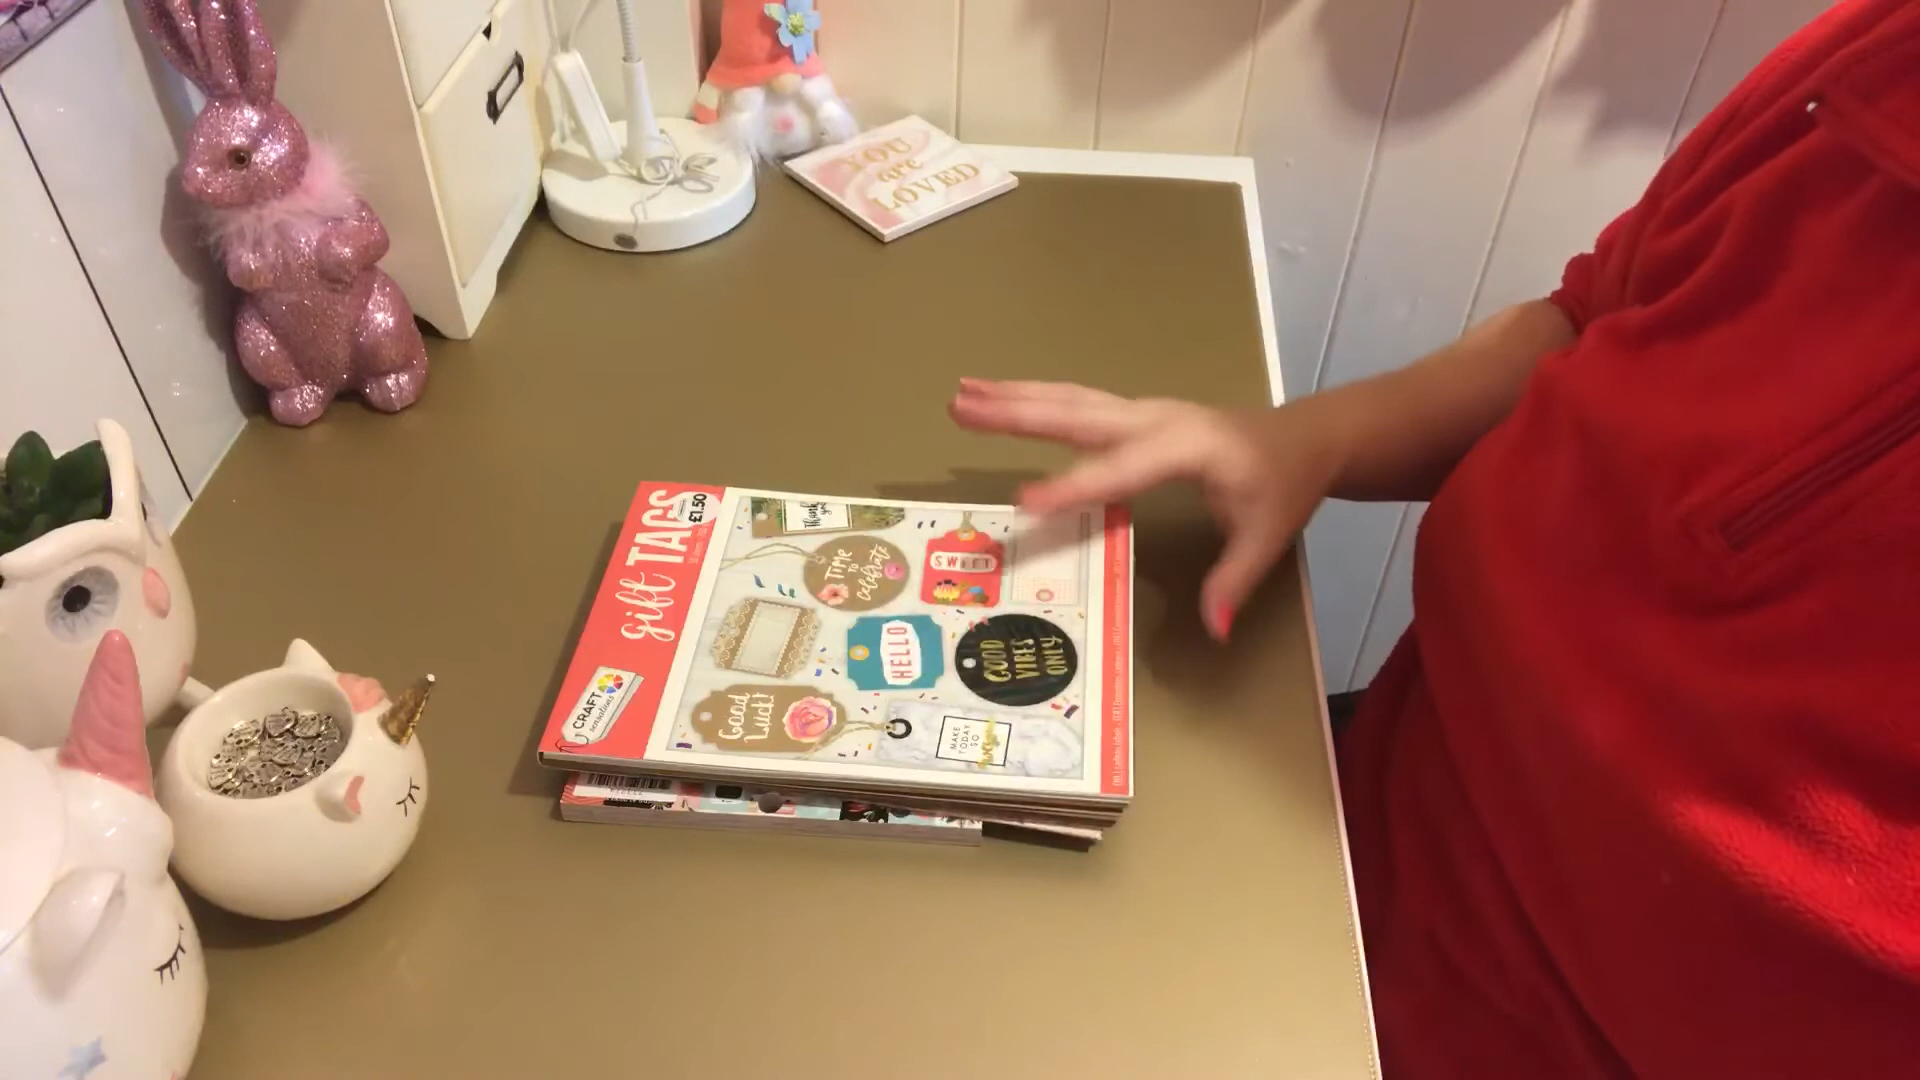 YOU
are
LOVED
gift TAGS
£1.50
CRAFT
sensations
Thank
you
TIME
TO
Celebrate
SWEET
HELLO
GOOD
VIBES
ONLY
Good
Luck!
MAKE
TODAY
SO